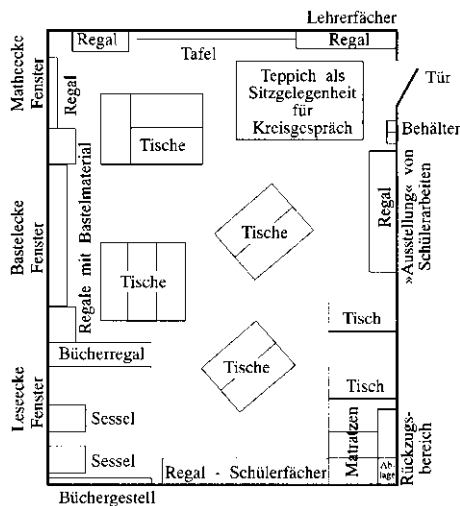 Lehrerfächer
Regal
Tafel
Regal
Matheecke
Fenster
Regal
Teppich als
Sitzgelegenheit
für
Kreisgespräch
Tür
Behälter
Tische
Bastelecke
Fenster
Regale mit Bastelmaterial
Tische
Tische
Regal
»Ausstellung« von
Schülerarbeiten
Tisch
Bücherregal
Tische
Tisch
Leseecke
Fenster
Sessel
Sessel
Regal - Schülerfächer
Matratzen
Ab-
lage
Rückzugs-
bereich
Büchergestell